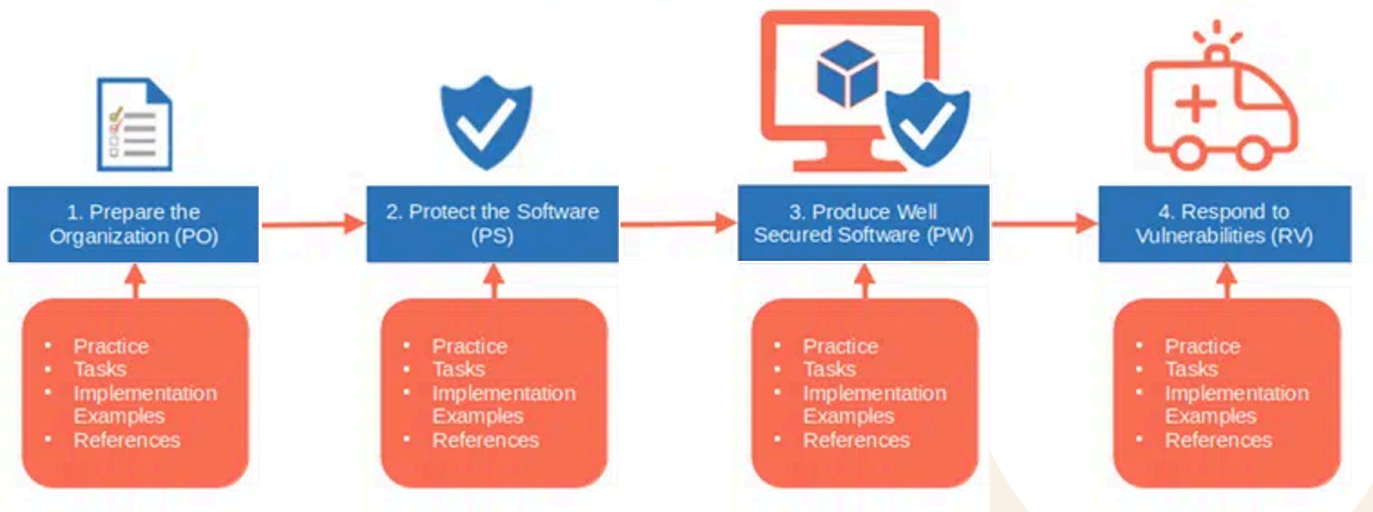 1. Prepare the
Organization (PO)
2. Protect the Software
(PS)
3. Produce Well
Secured Software (PW)
4. Respond to
Vulnerabilities (RV)
• Practice
• Tasks
• Implementation
Examples
• References
• Practice
• Tasks
• Implementation
Examples
• References
• Practice
• Tasks
• Implementation
Examples
• References
• Practice
• Tasks
• Implementation
Examples
• References